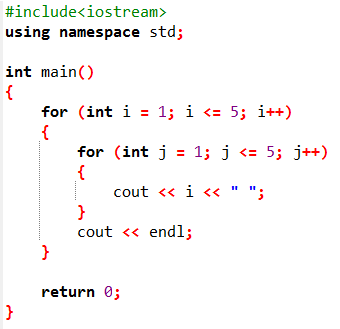 #include<iostream>
using namespace std;

int main()
{
    for (int i = 1; i <= 5; i++)
    {
        for (int j = 1; j <= 5; j++)
        {
            cout << i << " ";
        }
        cout << endl;
    }

    return 0;
}